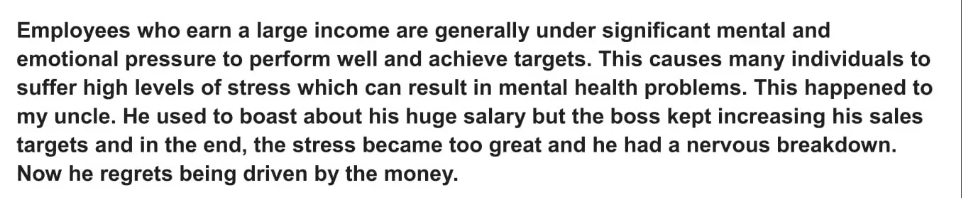 Employees who earn a large income are generally under significant mental and
emotional pressure to perform well and achieve targets. This causes many individuals to
suffer high levels of stress which can result in mental health problems. This happened to
my uncle. He used to boast about his huge salary but the boss kept increasing his sales
targets and in the end, the stress became too great and he had a nervous breakdown.
Now he regrets being driven by the money.